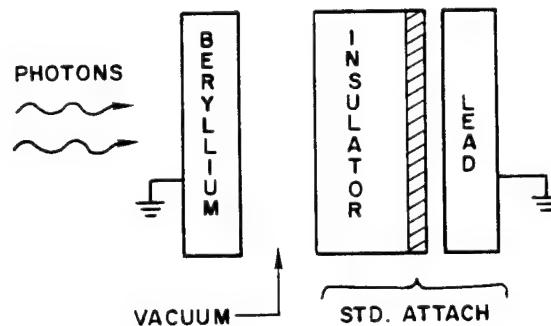 PHOTONS
BERYLLIUM
INSULATOR
LEAD
VACUUM
STD. ATTACH